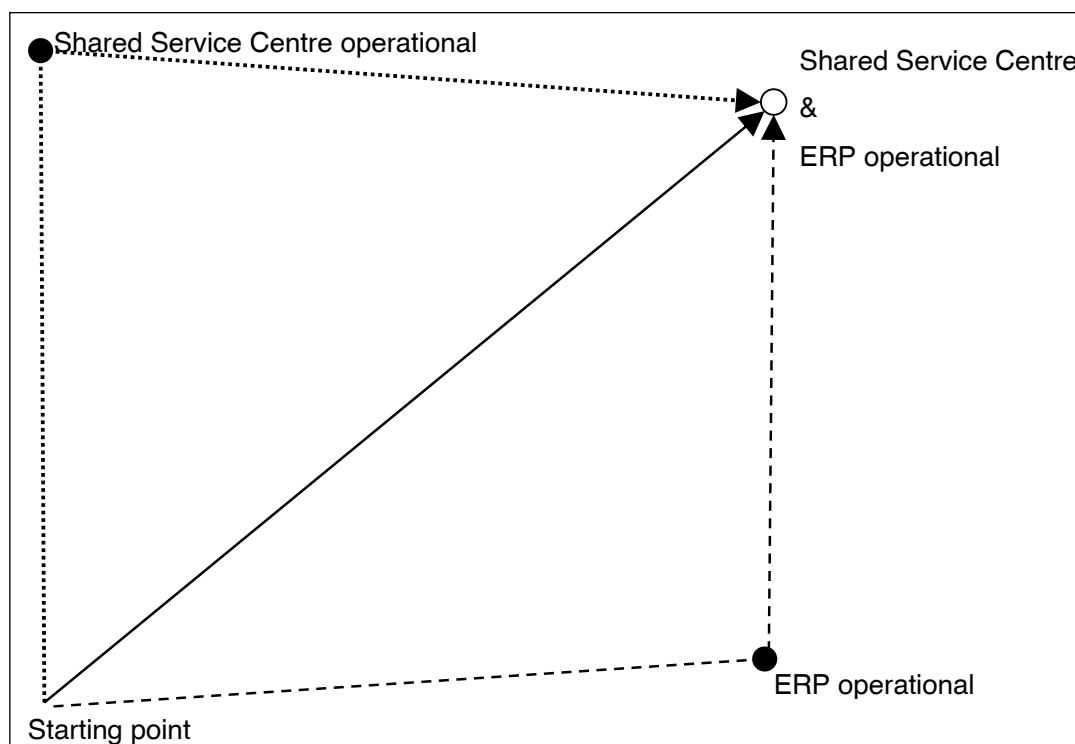 Shared Service Centre operational
Shared Service Centre
&
ERP operational
ERP operational
Starting point